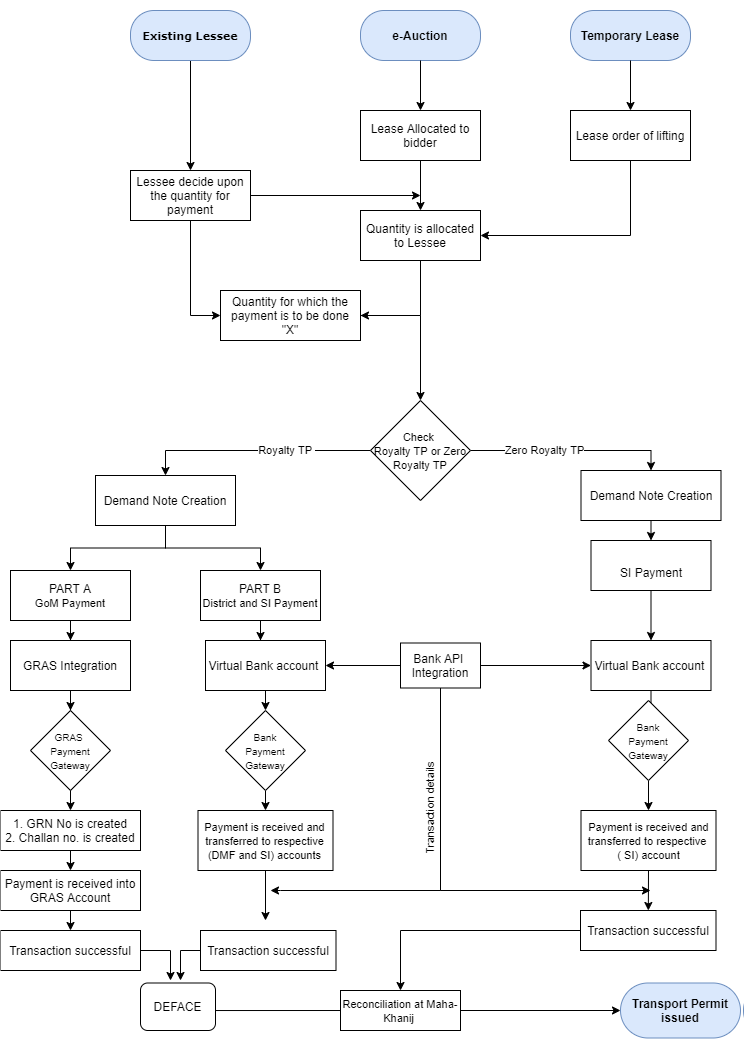 Existing Lessee
e-Auction
Temporary Lease
Lease Allocated to
bidder
Lease order of lifting
Lessee decide upon
the quantity for
payment
Quantity is allocated
to Lessee
Quantity for which the
payment is to be done
"X"
Check
Royalty TP or Zero
Royalty TP
Royalty TP
Zero Royalty TP
Demand Note Creation
Demand Note Creation
PART A
GoM Payment
PART B
District and SI Payment
SI Payment
GRAS Integration
Virtual Bank account
Bank API
Integration
Virtual Bank account
GRAS
Payment
Gateway
Bank
Payment
Gateway
Bank
Payment
Gateway
Transaction details
1. GRN No is created
2. Challan no. is created
Payment is received and
transferred to respective
(DMF and SI) accounts
Payment is received and
transferred to respective
( SI) account
Payment is received into
GRAS Account
Transaction successful
Transaction successful
Transaction successful
DEFACE
Reconciliation at Maha-
Khanij
Transport Permit
issued